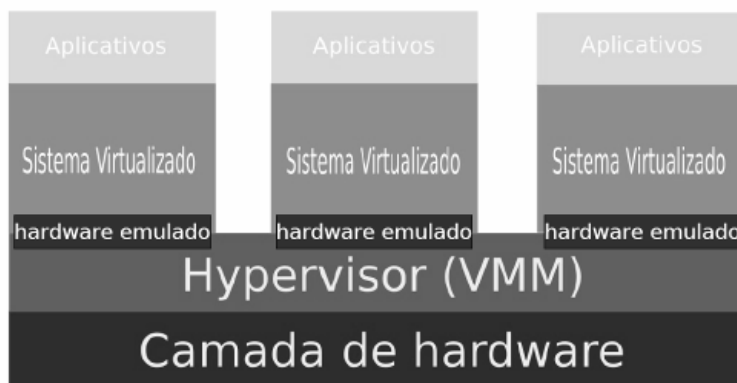 Aplicativos
Aplicativos
Aplicativos
Sistema Virtualizado
Sistema Virtualizado
Sistema Virtualizado
hardware emulado
hardware emulado
hardware emulado
Hypervisor (VMM)
Camada de hardware